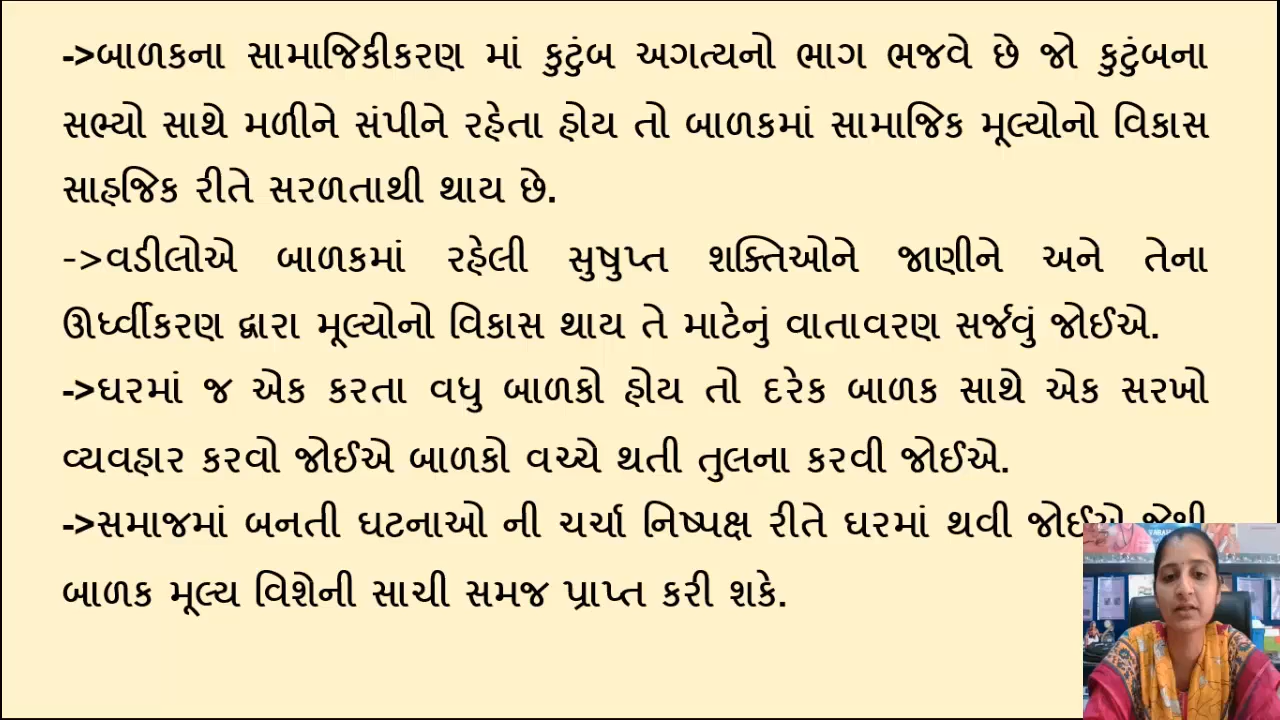 ->બાળકના સામાજિકીકરણ માં કુટુંબ અગત્યનો ભાગ ભજવે છે જો કુટુંબના
સભ્યો સાથે મળીને સંપીને રહેતા હોય તો બાળકમાં સામાજિક મૂલ્યોનો વિકાસ
સાહજિક રીતે સરળતાથી થાય છે.
->વડીલોએ બાળકમાં રહેલી સુષુપ્ત શક્તિઓને જાણીને અને તેના
ઊર્ધ્વીકરણ દ્વારા મૂલ્યોનો વિકાસ થાય તે માટેનું વાતાવરણ સર્જવું જોઈએ.
->ઘરમાં જ એક કરતા વધુ બાળકો હોય તો દરેક બાળક સાથે એક સરખો
વ્યવહાર કરવો જોઈએ બાળકો વચ્ચે થતી તુલના કરવી જોઈએ.
->સમાજમાં બનતી ઘટનાઓ ની ચર્ચા નિષ્પક્ષ રીતે ઘરમાં થવી જોઈએ જેથી
બાળક મૂલ્ય વિશેની સાચી સમજ પ્રાપ્ત કરી શકે.